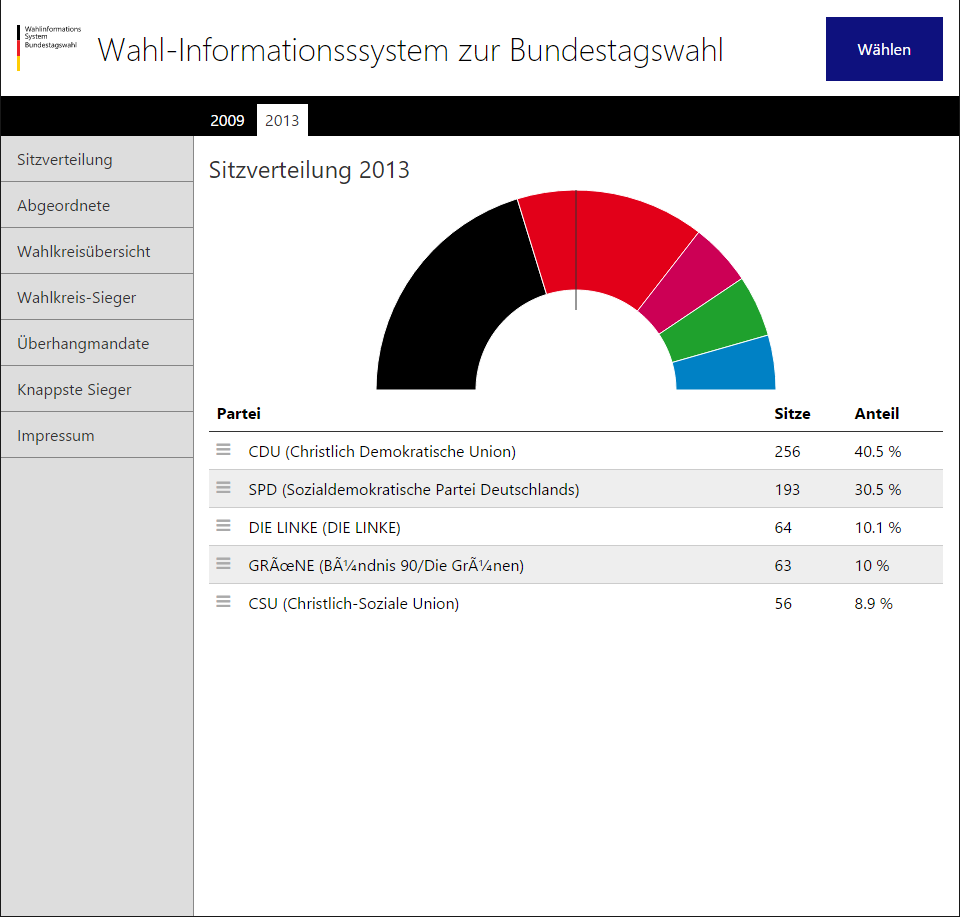 Wahlinformations
System
Bundestagswahl
Wahl-Informationsssystem zur Bundestagswahl
Wählen
2009 2013
Sitzverteilung
Abgeordnete
Wahlkreisübersicht
Wahlkreis-Sieger
Überhangmandate
Knappste Sieger
Impressum
Sitzverteilung 2013
Partei Sitze Anteil
CDU (Christlich Demokratische Union) 256 40.5 %
SPD (Sozialdemokratische Partei Deutschlands) 193 30.5 %
DIE LINKE (DIE LINKE) 64 10.1 %
GRÃœNE (BÃ¼ndnis 90/Die GrÃ¼nen) 63 10 %
CSU (Christlich-Soziale Union) 56 8.9 %